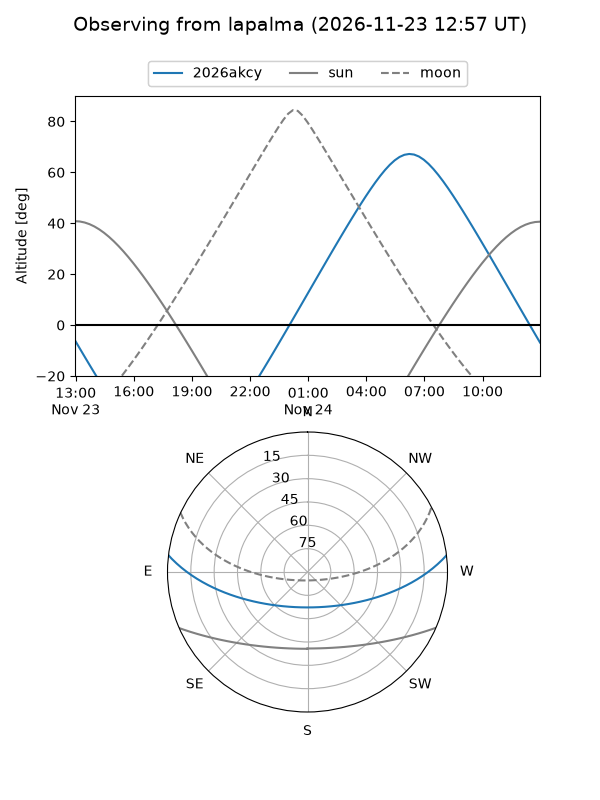 Observing from lapalma (2026-11-23 12:57 UT)
2026akcy sun moon
80
60
40
20
0
−20
Altitude [deg]
13:00 16:00 19:00 22:00 01:00 04:00 07:00 10:00
Nov 23 Nov 24
N
NE NW
15
30
45
60
75
E W
SE SW
S